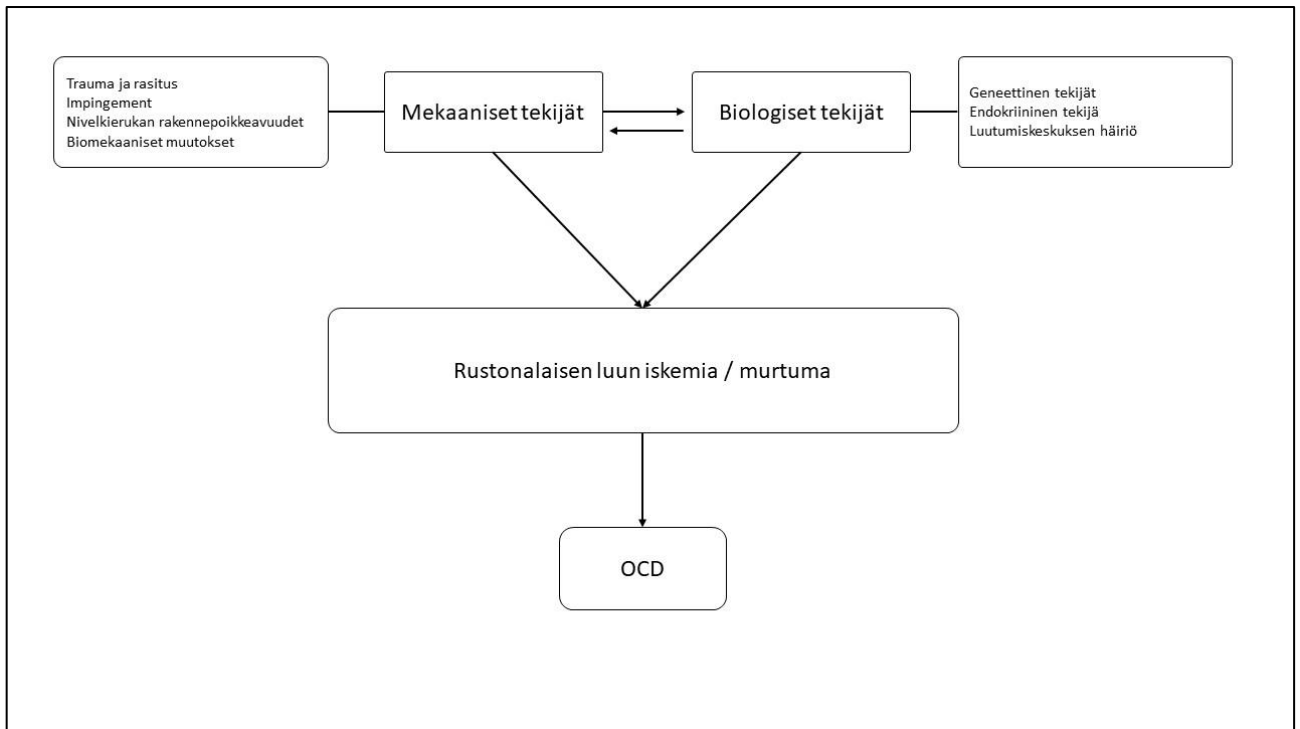 Trauma ja rasitus
Impingement
Nivelkierukan rakennepoikkeavuudet
Biomekaaniset muutokset
Mekaaniset tekijät
Biologiset tekijät
Geneettinen tekijät
Endokriininen tekijä
Luutumiskeskuksen häiriö
Rustonalaisen luun iskemia / murtuma
OCD